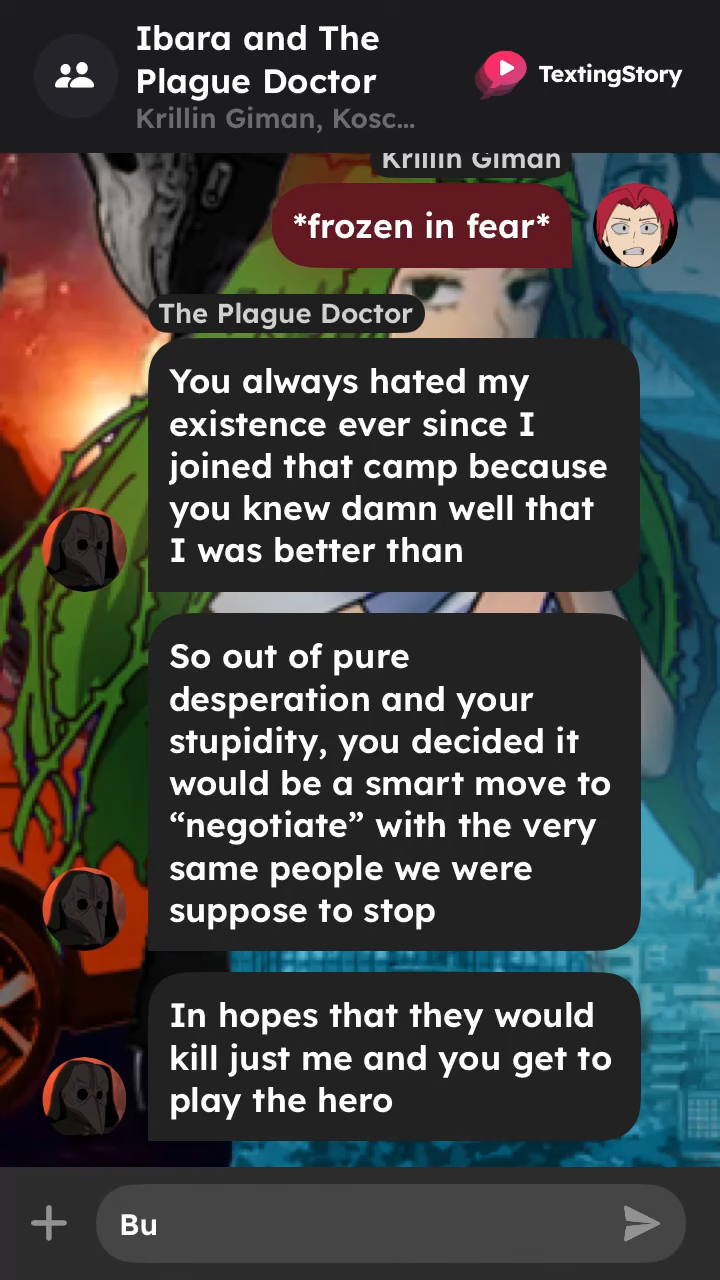 Ibara and The
Plague Doctor
Krillin Giman, Kosc...
TextingStory
Krillin Giman
*frozen in fear*
The Plague Doctor
You always hated my
existence ever since I
joined that camp because
you knew damn well that
I was better than
So out of pure
desperation and your
stupidity, you decided it
would be a smart move to
“negotiate” with the very
same people we were
suppose to stop
In hopes that they would
kill just me and you get to
play the hero
Bu